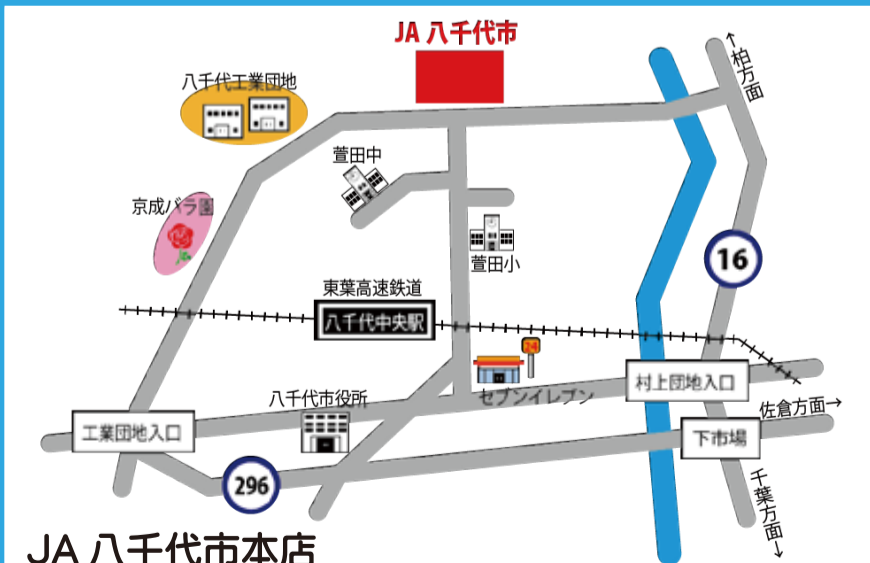 JA 八千代市
↑柏方面
八千代工業団地
萱田中
京成バラ園
萱田小
16
東葉高速鉄道
八千代中央駅
24
村上団地入口
八千代市役所
セブンイレブン
佐倉方面→
工業団地入口
下市場
296
千葉方面→
JA 八千代市本店